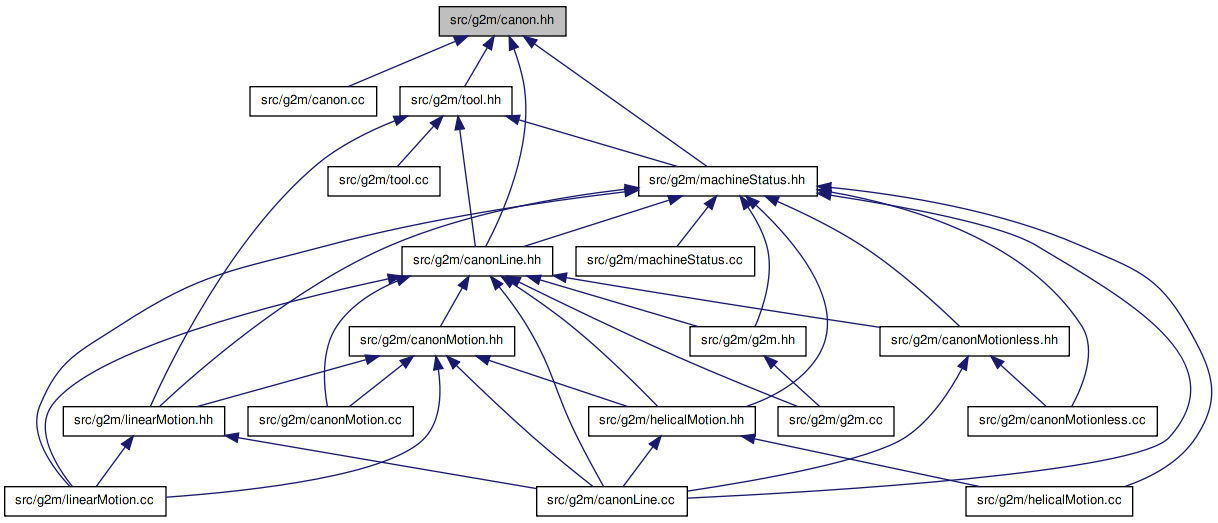 src/g2m/canon.hh
src/g2m/canon.cc
src/g2m/tool.hh
src/g2m/tool.cc
src/g2m/machineStatus.hh
src/g2m/canonLine.hh
src/g2m/machineStatus.cc
src/g2m/canonMotion.hh
src/g2m/g2m.hh
src/g2m/canonMotionless.hh
src/g2m/linearMotion.hh
src/g2m/canonMotion.cc
src/g2m/helicalMotion.hh
src/g2m/g2m.cc
src/g2m/canonMotionless.cc
src/g2m/linearMotion.cc
src/g2m/canonLine.cc
src/g2m/helicalMotion.cc